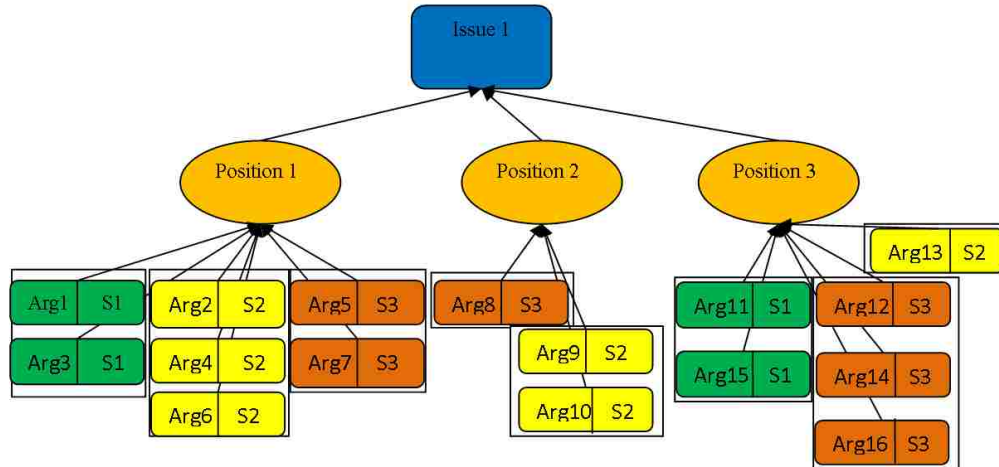 Issue 1
Position 1
Position 2
Position 3
Arg13 S2
Arg1 S1
Arg2 S2
Arg5 S3
Arg8 S3
Arg11 S1
Arg12 S3
Arg3 S1
Arg4 S2
Arg7 S3
Arg9 S2
Arg15 S1
Arg14 S3
Arg6 S2
Arg10 S2
Arg16 S3